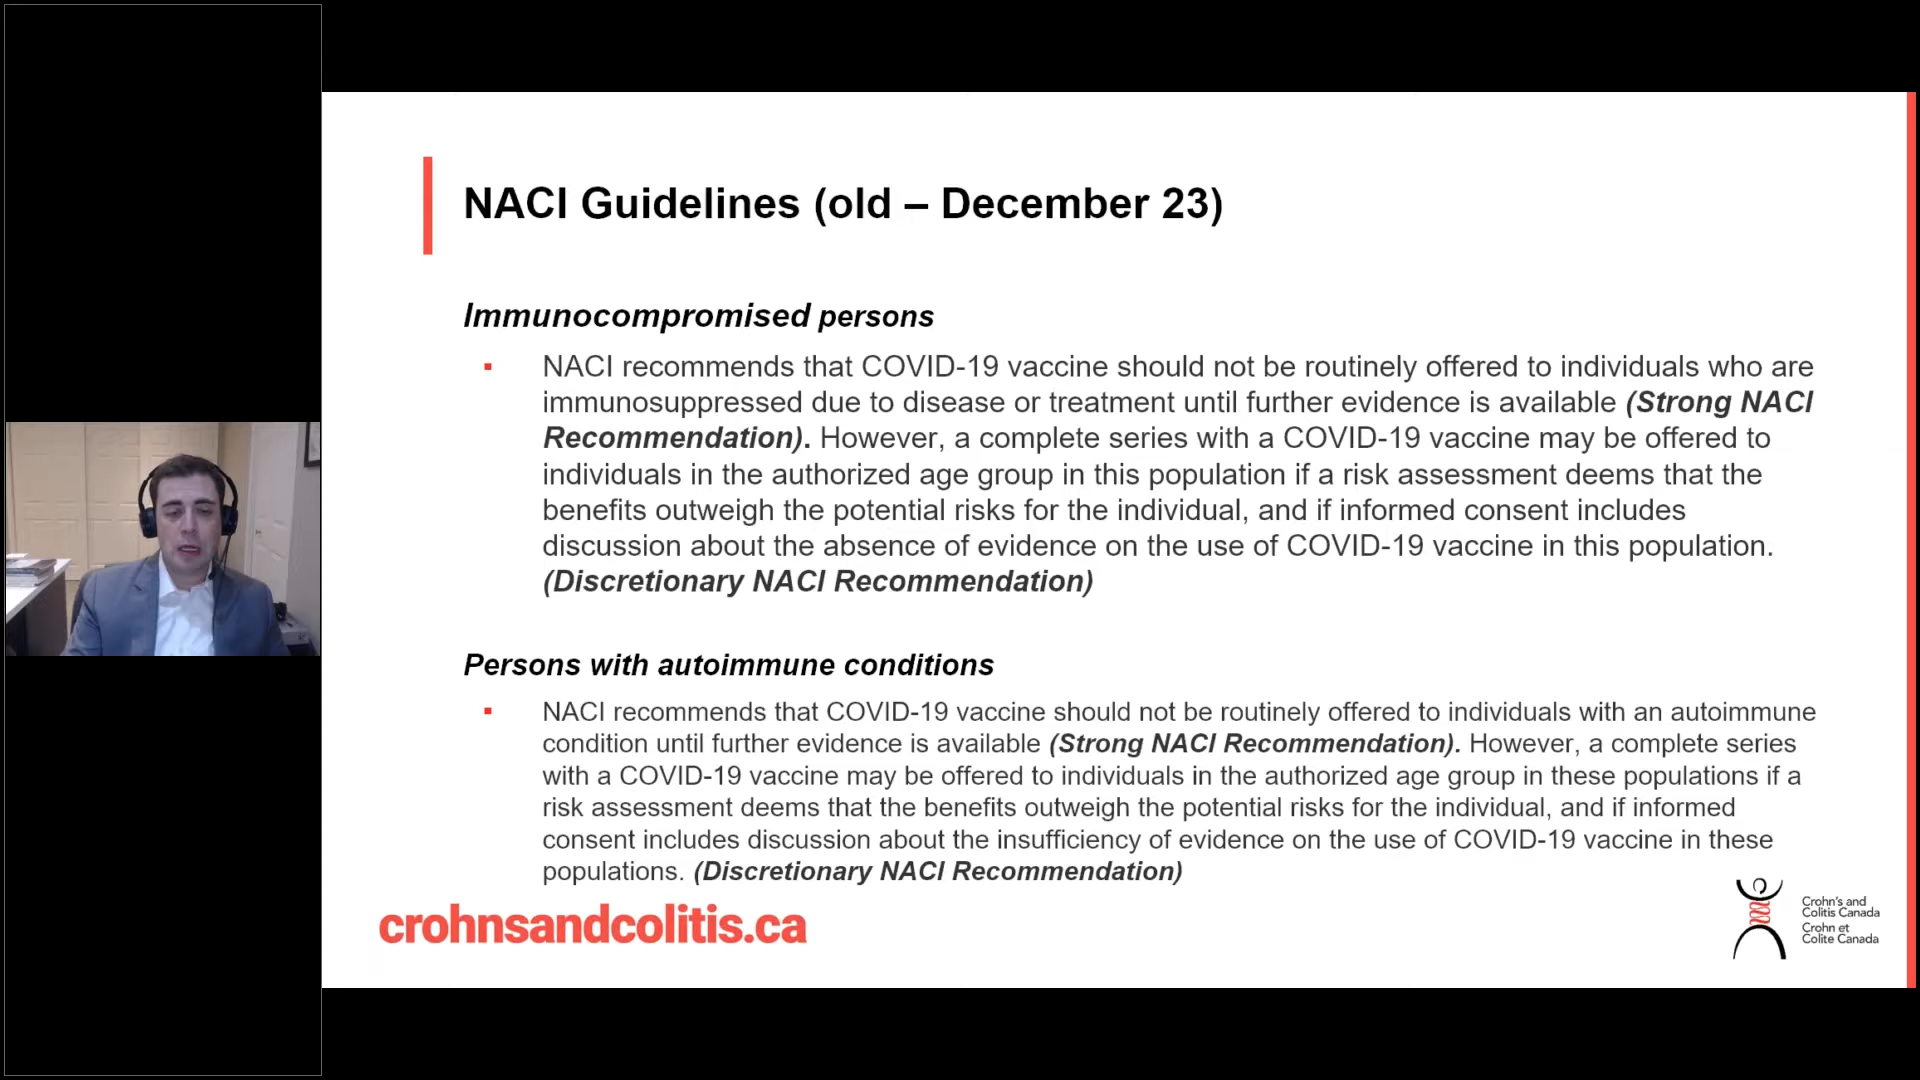 NACI Guidelines (old – December 23)
Immunocompromised persons
▪ NACI recommends that COVID-19 vaccine should not be routinely offered to individuals who are
immunosuppressed due to disease or treatment until further evidence is available (Strong NACI
Recommendation). However, a complete series with a COVID-19 vaccine may be offered to
individuals in the authorized age group in this population if a risk assessment deems that the
benefits outweigh the potential risks for the individual, and if informed consent includes
discussion about the absence of evidence on the use of COVID-19 vaccine in this population.
(Discretionary NACI Recommendation)
Persons with autoimmune conditions
▪ NACI recommends that COVID-19 vaccine should not be routinely offered to individuals with an autoimmune
condition until further evidence is available (Strong NACI Recommendation). However, a complete series
with a COVID-19 vaccine may be offered to individuals in the authorized age group in these populations if a
risk assessment deems that the benefits outweigh the potential risks for the individual, and if informed
consent includes discussion about the insufficiency of evidence on the use of COVID-19 vaccine in these
populations. (Discretionary NACI Recommendation)
crohnsandcolitis.ca
Crohn's and
Colitis Canada
Crohn et
Colite Canada